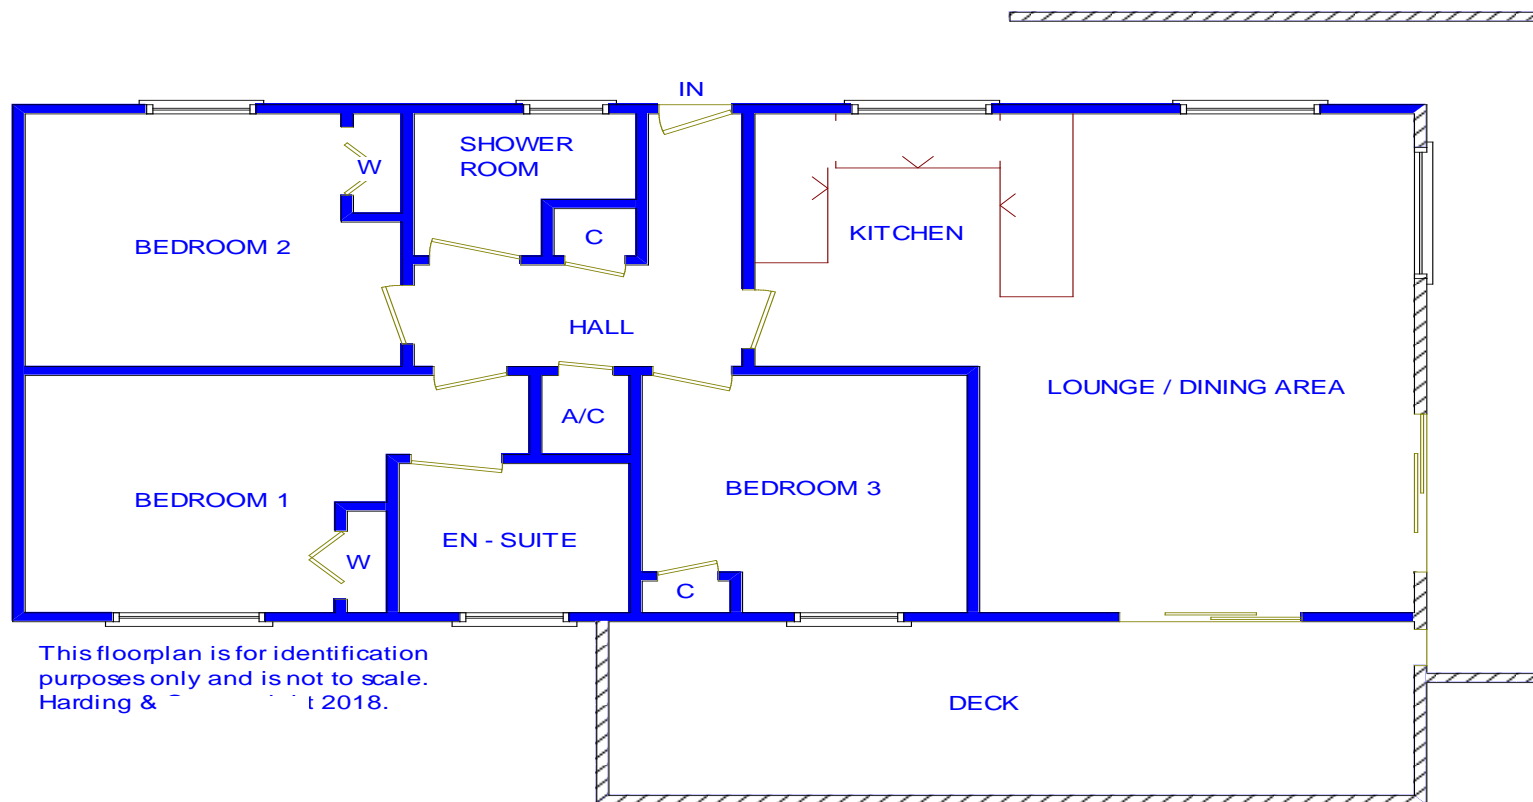 IN
SHOWER
ROOM
W
C
BEDROOM 2
KITCHEN
HALL
LOUNGE / DINING AREA
A/C
BEDROOM 3
BEDROOM 1
EN - SUITE
W
C
This floorplan is for identification
purposes only and is not to scale.
Harding & 2018.
DECK